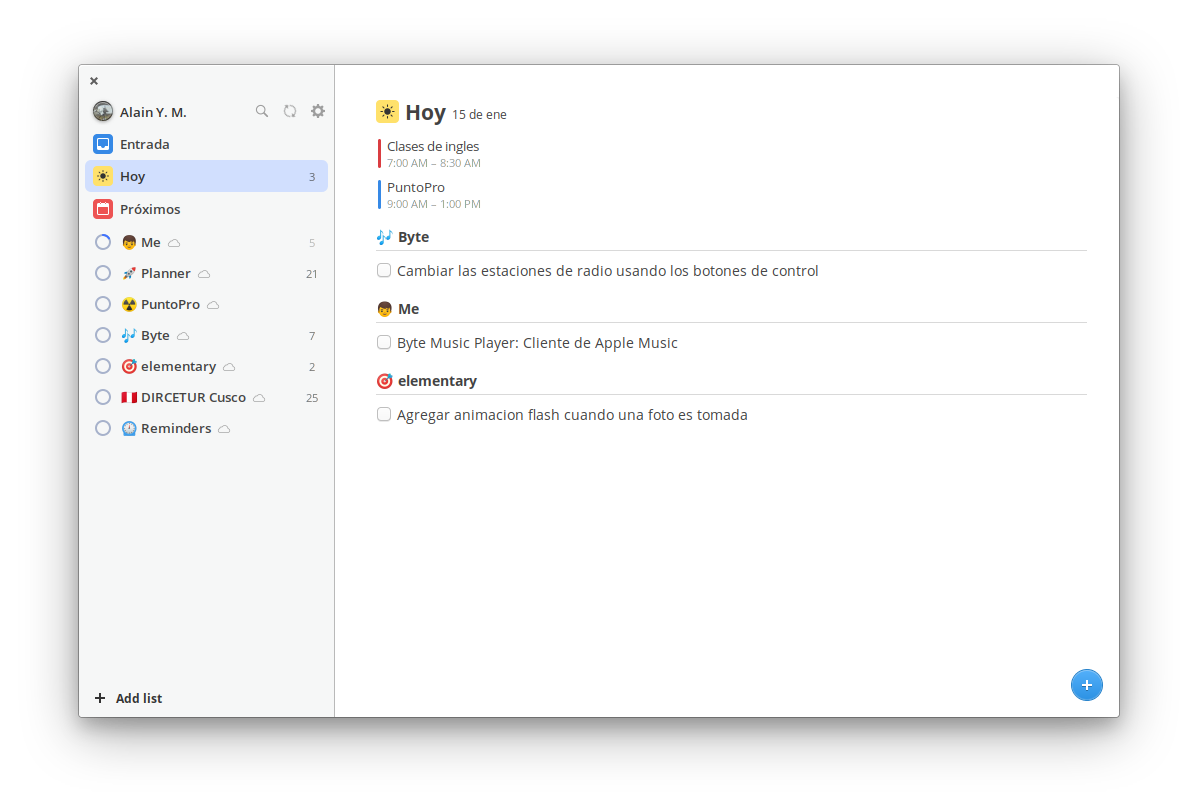 Alain Y. M.
Entrada
Hoy 3
Próximos
Me 5
Planner 21
PuntoPro
Byte 7
elementary 2
DIRCETUR Cusco 25
Reminders
+ Add list
Hoy 15 de ene
Clases de ingles
7:00 AM – 8:30 AM
PuntoPro
9:00 AM – 1:00 PM
Byte
Cambiar las estaciones de radio usando los botones de control
Me
Byte Music Player: Cliente de Apple Music
elementary
Agregar animacion flash cuando una foto es tomada